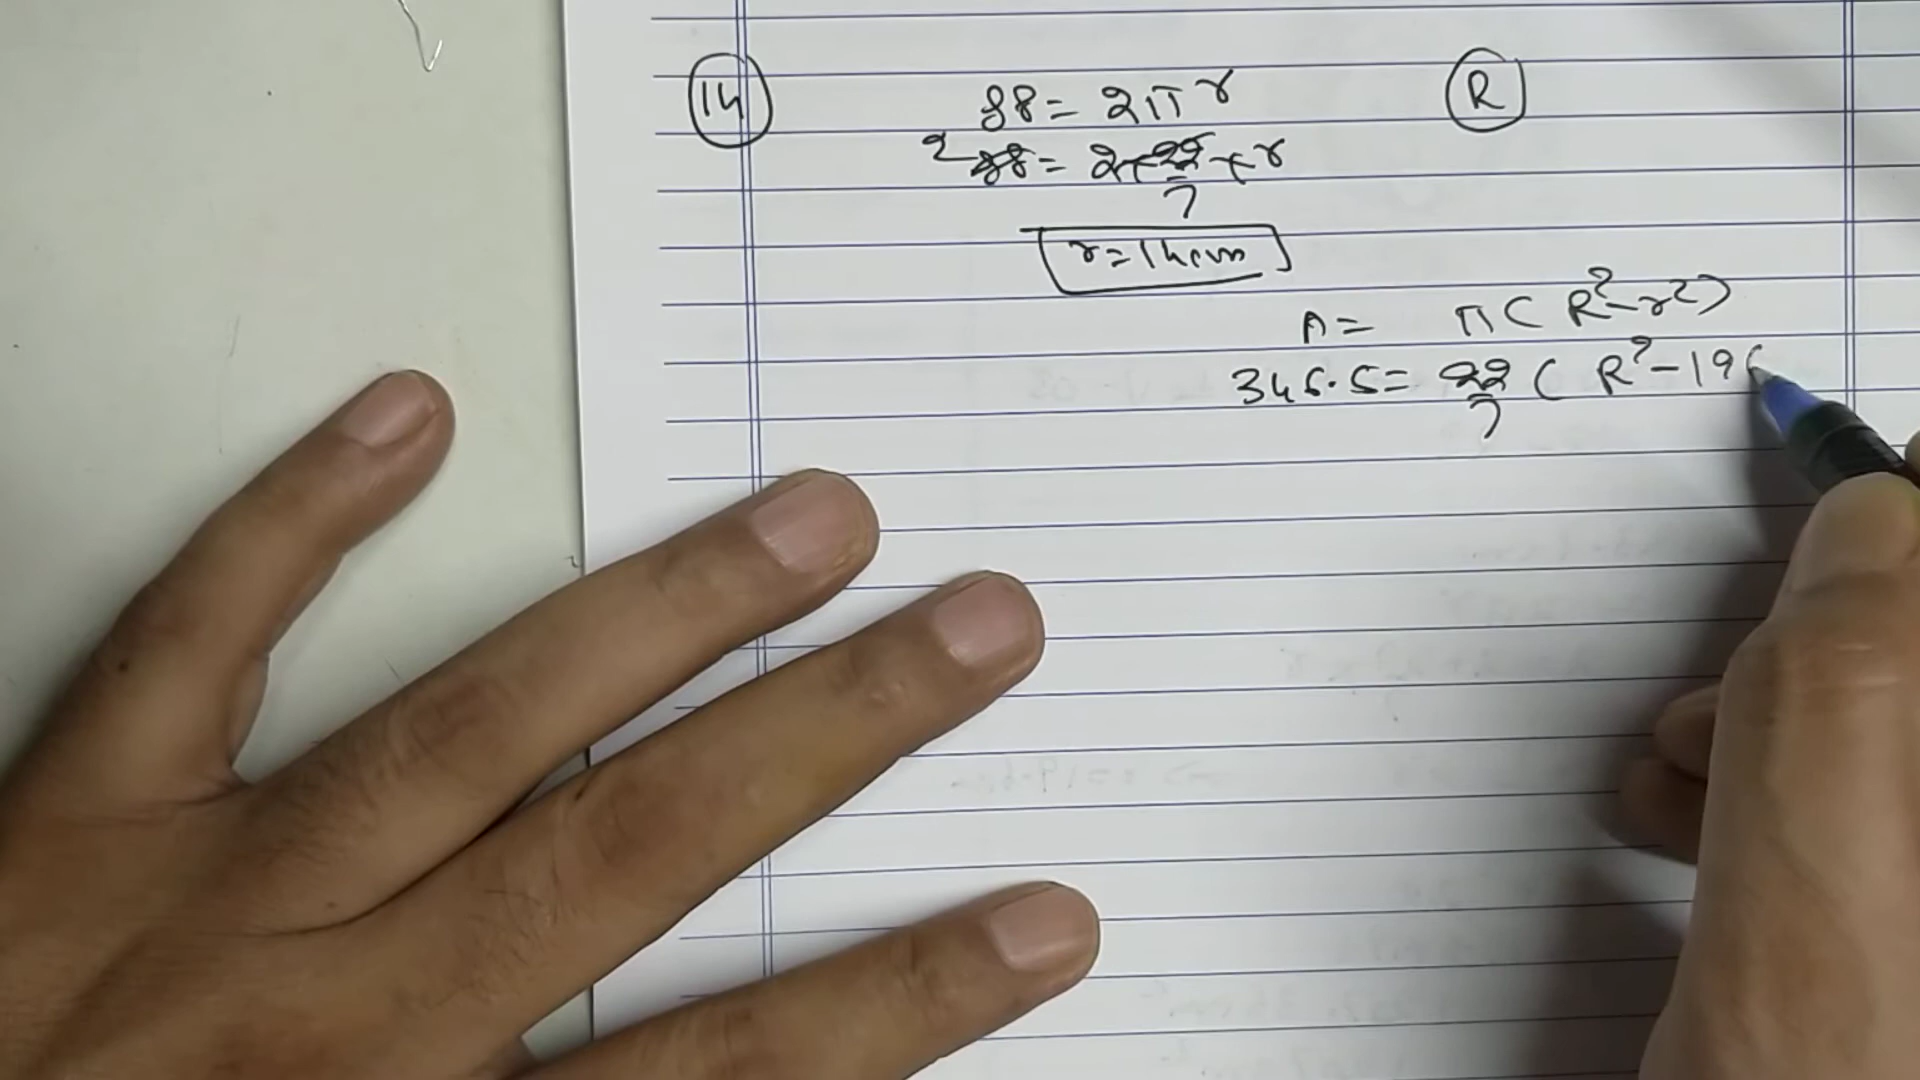 14
88 = 2πr
R
2 88 = 2 × 22/7 × r
r = 14cm
A = π ( R² - r² )
346.5 = 22/7 ( R² - 196